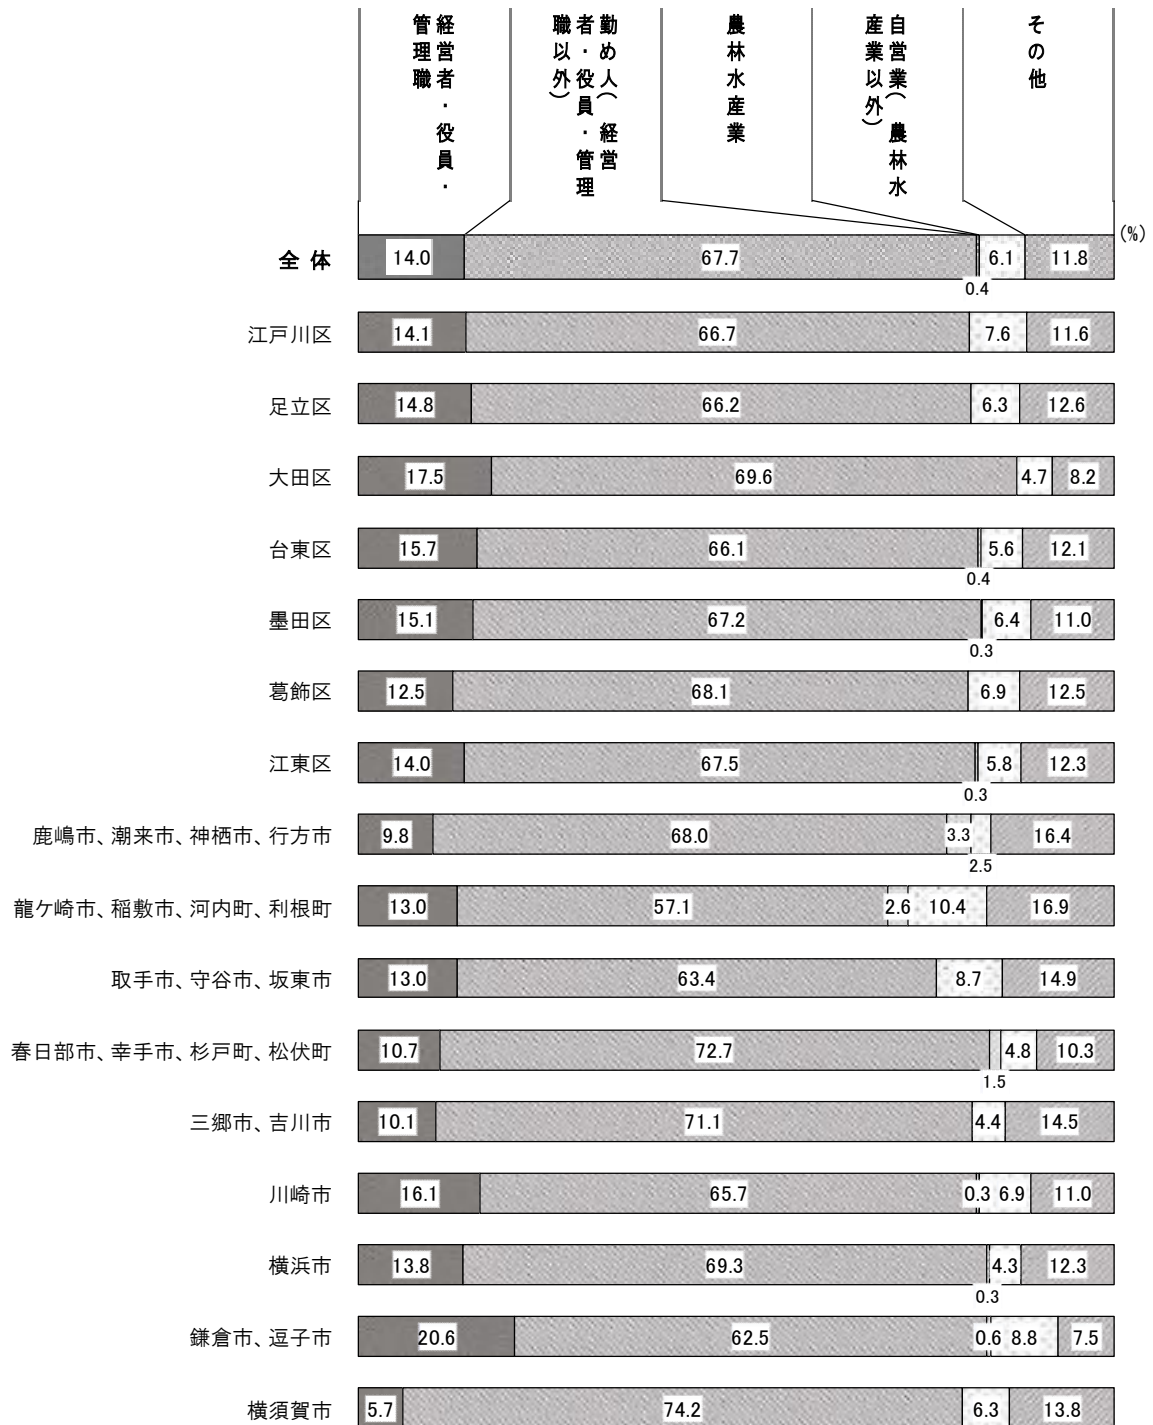 経営者・役員・
管理職
勤め人(経営
者・役員・管理
職以外)
農林水産業
自営業(農林水
産業以外)
その他
(%)
全体 14.0 67.7 0.4 6.1 11.8
江戸川区 14.1 66.7 7.6 11.6
足立区 14.8 66.2 6.3 12.6
大田区 17.5 69.6 4.7 8.2
台東区 15.7 66.1 0.4 5.6 12.1
墨田区 15.1 67.2 0.3 6.4 11.0
葛飾区 12.5 68.1 6.9 12.5
江東区 14.0 67.5 0.3 5.8 12.3
鹿嶋市、潮来市、神栖市、行方市 9.8 68.0 3.3 2.5 16.4
龍ケ崎市、稲敷市、河内町、利根町 13.0 57.1 2.6 10.4 16.9
取手市、守谷市、坂東市 13.0 63.4 8.7 14.9
春日部市、幸手市、杉戸町、松伏町 10.7 72.7 1.5 4.8 10.3
三郷市、吉川市 10.1 71.1 4.4 14.5
川崎市 16.1 65.7 0.3 6.9 11.0
横浜市 13.8 69.3 0.3 4.3 12.3
鎌倉市、逗子市 20.6 62.5 0.6 8.8 7.5
横須賀市 5.7 74.2 6.3 13.8